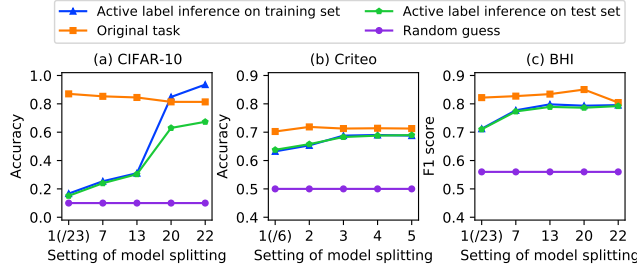 Active label inference on training set
Active label inference on test set
Original task
Random guess
(a) CIFAR-10
(b) Criteo
(c) BHI
1.0
0.8
0.6
0.4
0.2
0.0
Accuracy
1(/23) 7 13 20 22
Setting of model splitting
0.9
0.8
0.7
0.6
0.5
0.4
Accuracy
1(/6) 2 3 4 5
Setting of model splitting
0.9
0.8
0.7
0.6
0.5
0.4
F1 score
1(/23) 7 13 20 22
Setting of model splitting